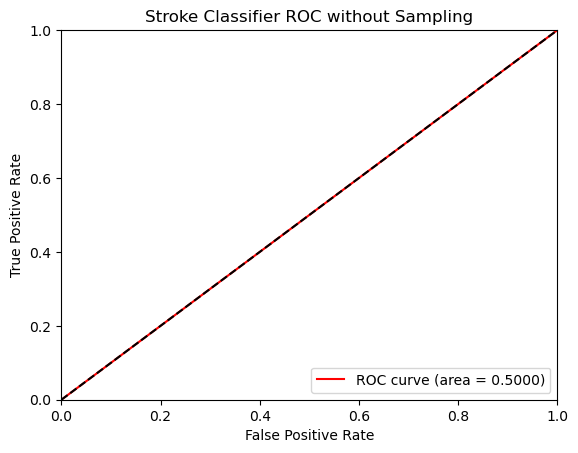 Stroke Classifier ROC without Sampling
1.0
0.8
0.6
0.4
0.2
0.0
True Positive Rate
ROC curve (area = 0.5000)
0.0 0.2 0.4 0.6 0.8 1.0
False Positive Rate